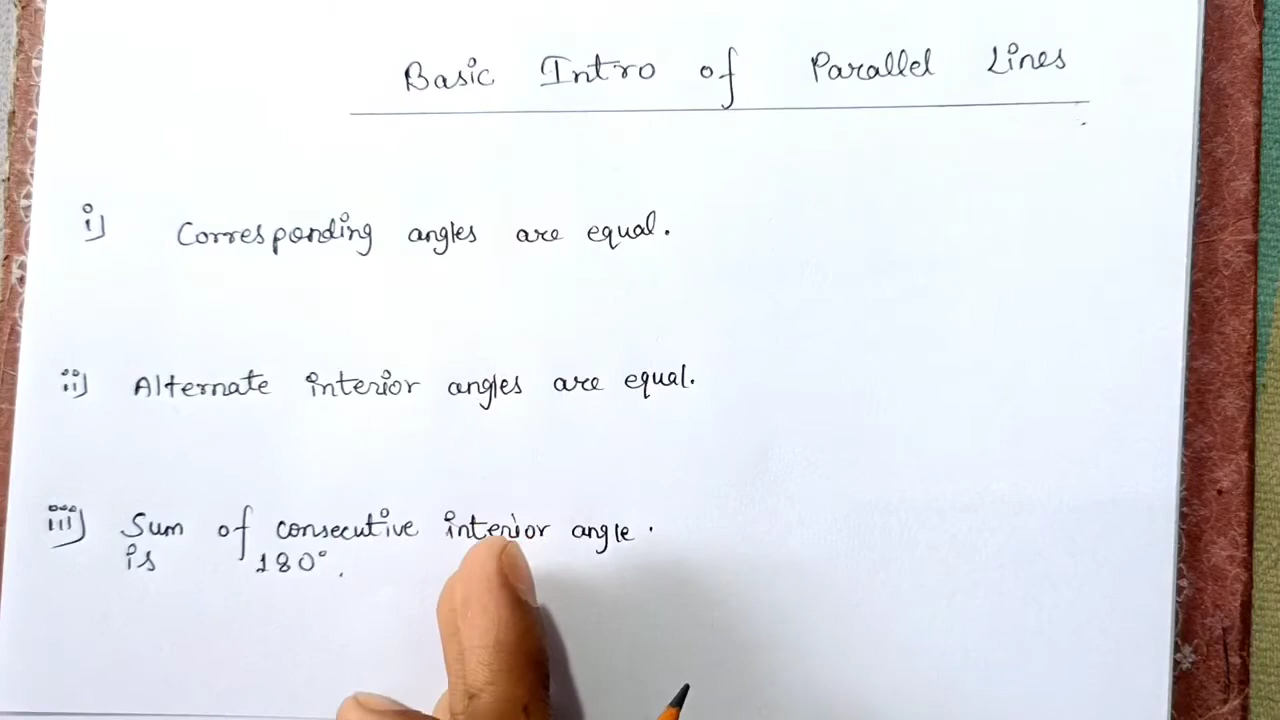 Basic Intro of Parallel Lines
i) Corresponding angles are equal.
ii) Alternate interior angles are equal.
iii) Sum of consecutive interior angle.
is 180°.